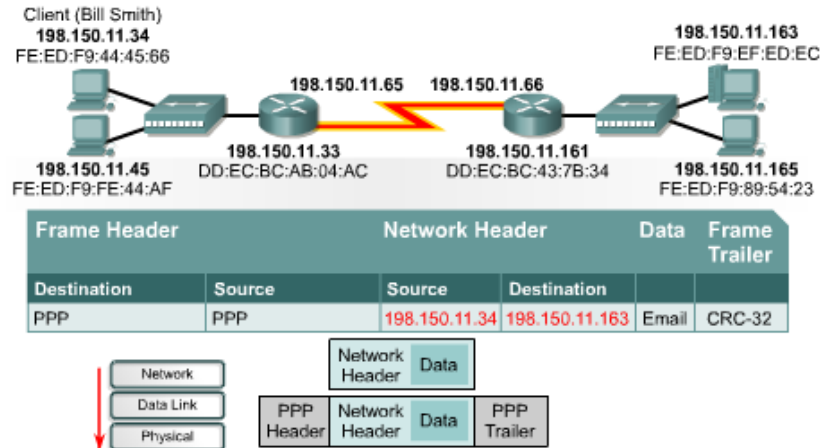 Client (Bill Smith)
198.150.11.34
FE:ED:F9:44:45:66
198.150.11.163
FE:ED:F9:EF:ED:EC
198.150.11.65
198.150.11.66
198.150.11.45
FE:ED:F9:FE:44:AF
198.150.11.33
DD:EC:BC:AB:04:AC
198.150.11.161
DD:EC:BC:43:7B:34
198.150.11.165
FE:ED:F9:89:54:23
Frame Header Network Header Data Frame Trailer
Destination Source Source Destination
PPP PPP 198.150.11.34 198.150.11.163 Email CRC-32
Network
Data Link
Physical
Network Header Data
PPP Header Network Header Data PPP Trailer